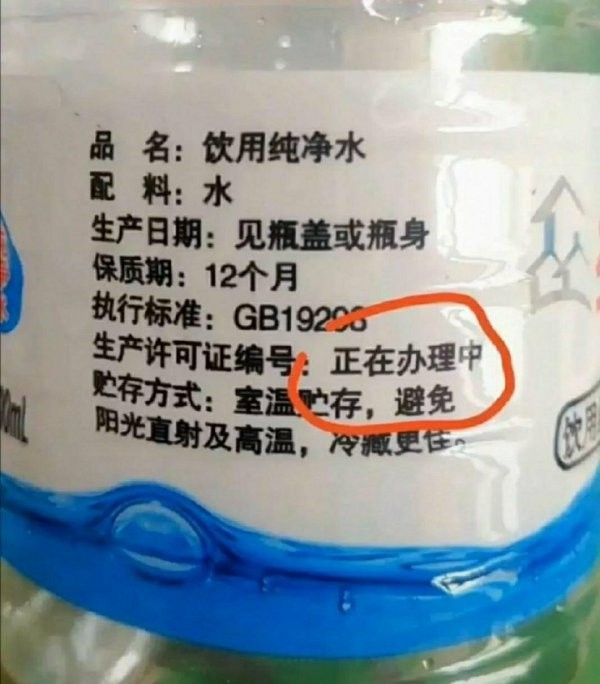 品 名：饮用纯净水
配 料：水
生产日期：见瓶盖或瓶身
保质期：12个月
执行标准：GB19298
生产许可证编号：正在办理中
贮存方式：室温贮存，避免
阳光直射及高温，冷藏更佳。
0mL
饮用